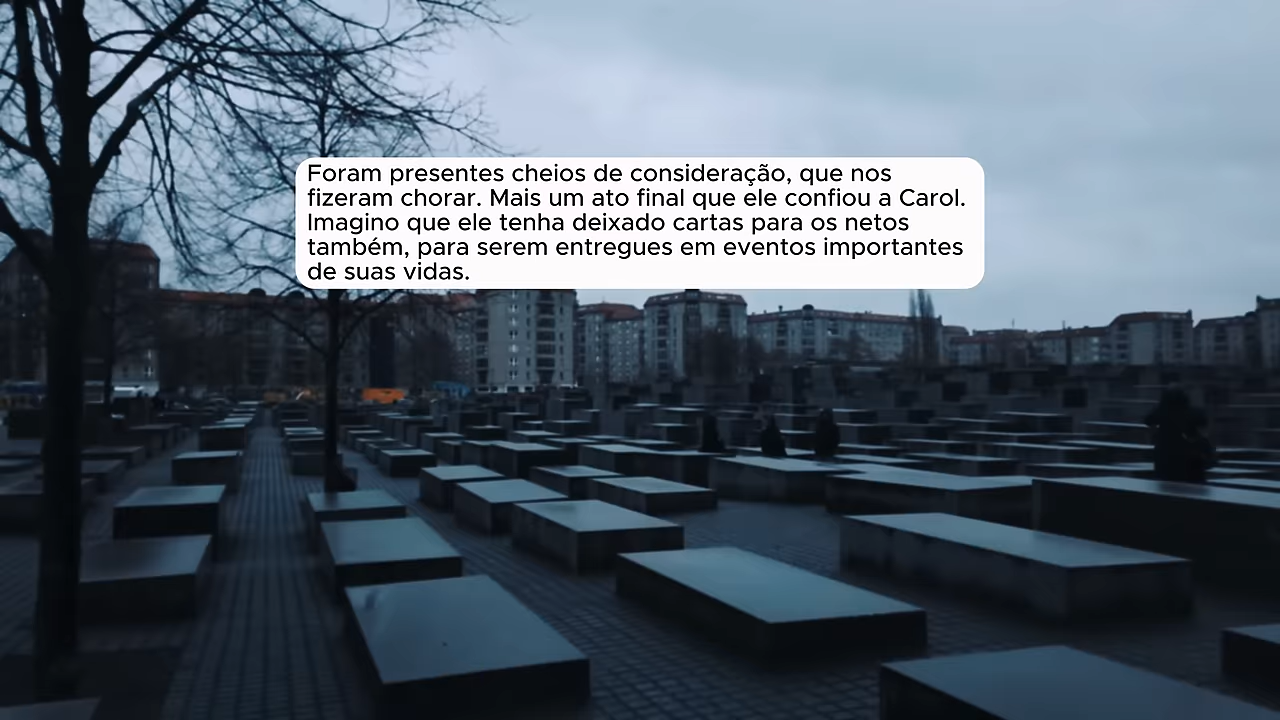 Foram presentes cheios de consideração, que nos
fizeram chorar. Mais um ato final que ele confiou a Carol.
Imagino que ele tenha deixado cartas para os netos
também, para serem entregues em eventos importantes
de suas vidas.